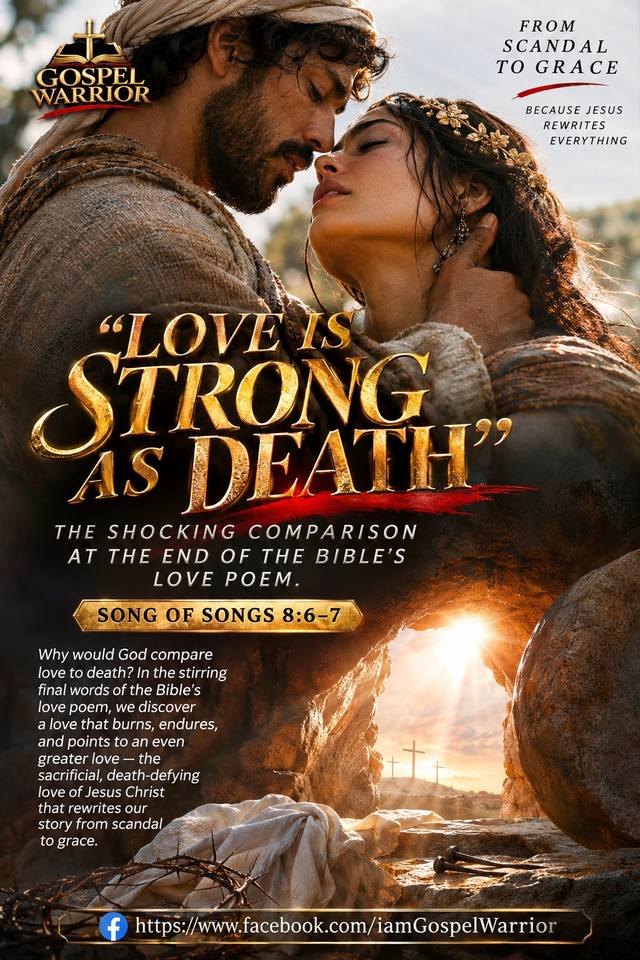 GOSPEL
WARRIOR
FROM
SCANDAL
TO GRACE
BECAUSE JESUS
REWRITES
EVERYTHING
“LOVE IS
STRONG
AS DEATH”
THE SHOCKING COMPARISON
AT THE END OF THE BIBLE’S
LOVE POEM.
SONG OF SONGS 8:6–7
Why would God compare
love to death? In the stirring
final words of the Bible’s
love poem, we discover
a love that burns, endures,
and points to an even
greater love — the
sacrificial, death-defying
love of Jesus Christ
that rewrites our
story from scandal
to grace.
https://www.facebook.com/iamGospelWarrior